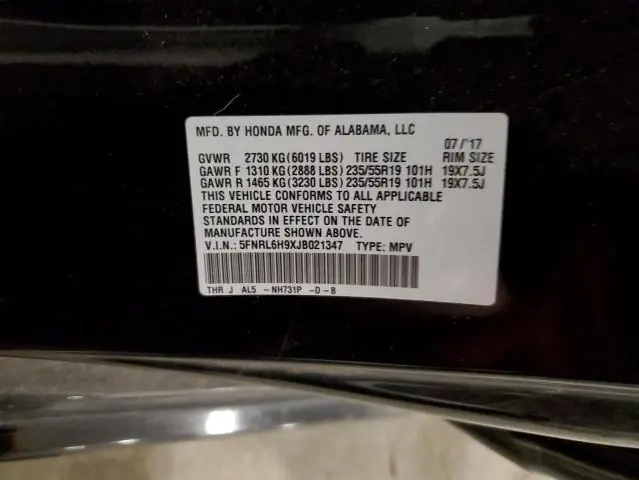 MFD. BY HONDA MFG. OF ALABAMA, LLC
07/'17
GVWR 2730 KG(6019 LBS) TIRE SIZE RIM SIZE
GAWR F 1310 KG (2888 LBS)235/55R19 101H 19X7.5J
GAWR R 1465 KG(3230 LBS)235/55R19 101H 19X7.5J
THIS VEHICLE CONFORMS TO ALL APPLICABLE
FEDERAL MOTOR VEHICLE SAFETY
STANDARDS IN EFFECT ON THE DATE OF
MANUFACTURE SHOWN ABOVE.
V.I.N.: 5FNRL6H9XJB021347 TYPE: MPV
THR J AL5 -NH731P -D-B